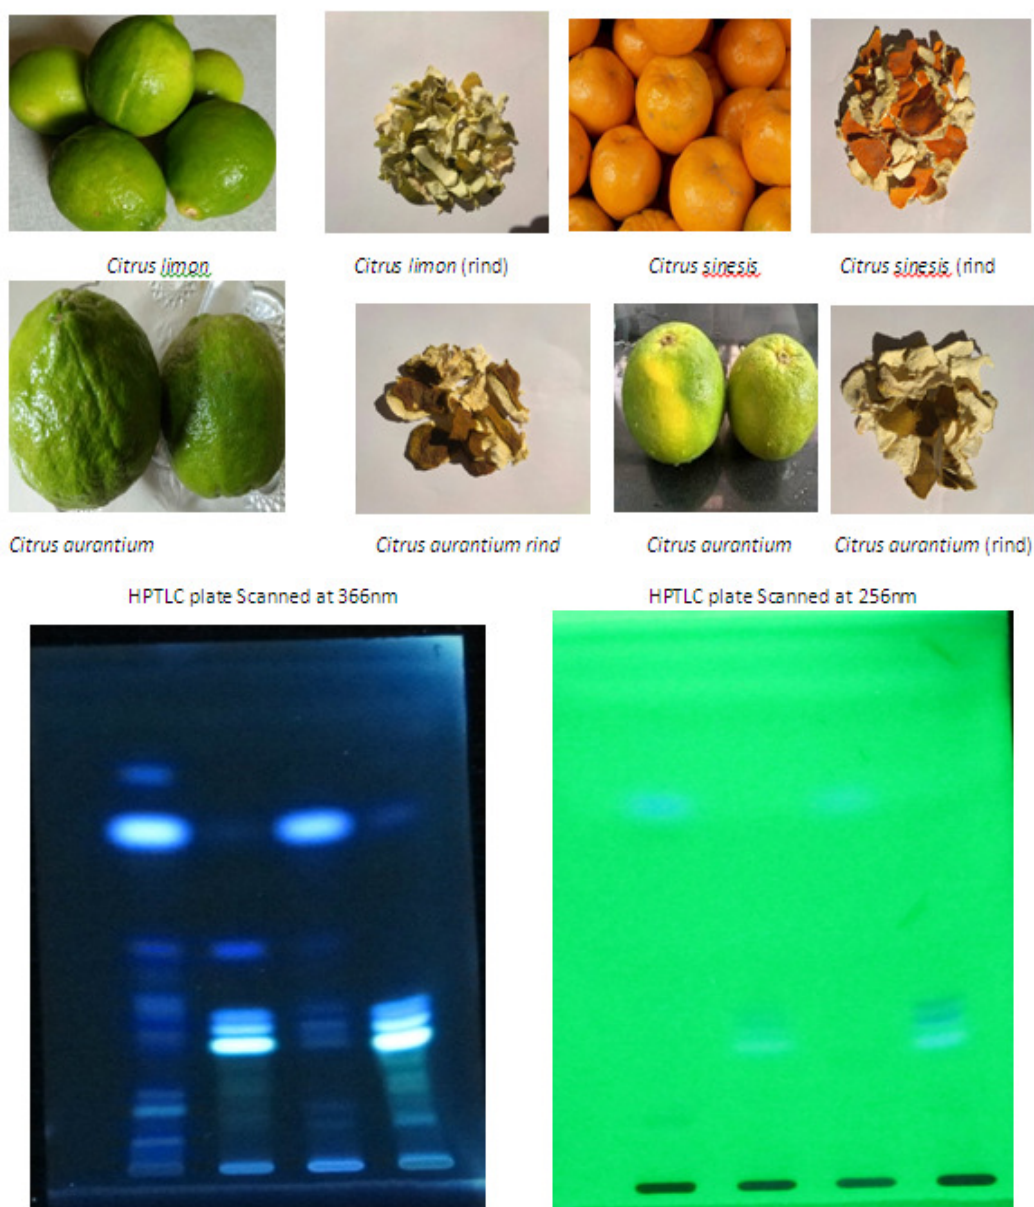 Citrus limon
Citrus limon (rind)
Citrus sinesis
Citrus sinesis (rind
Citrus aurantium
Citrus aurantium rind
Citrus aurantium
Citrus aurantium (rind)
HPTLC plate Scanned at 366nm
HPTLC plate Scanned at 256nm